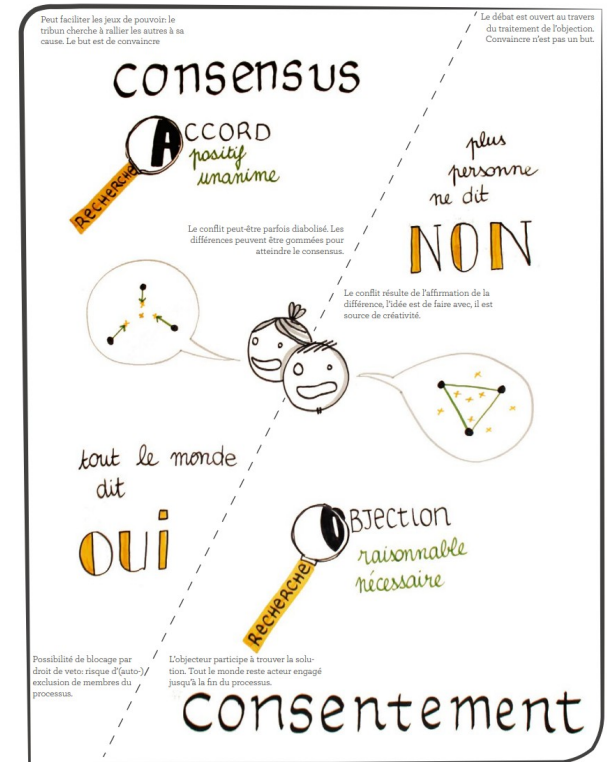 Peut faciliter les jeux de pouvoir: le
tribun cherche à rallier les autres à sa
cause. Le but est de convaincre
Le débat est ouvert au travers
du traitement de l'objection.
Convaincre n'est pas un but.
consensus
ACCORD
positif
unanime
RECHERCHE
plus
personne
ne dit
NON
Le conflit peut-être parfois diabolisé. Les
différences peuvent être gommées pour
atteindre le consensus.
Le conflit résulte de l'affirmation de la
différence, l'idée est de faire avec, il est
source de créativité.
tout le monde
dit
OUi
OBJECTION
raisonnable
nécessaire
RECHERCHE
Possibilité de blocage par
droit de veto: risque d'(auto-)
exclusion de membres du
processus.
L'objecteur participe à trouver la solu-
tion. Tout le monde reste acteur engagé
jusqu'à la fin du processus.
consentement